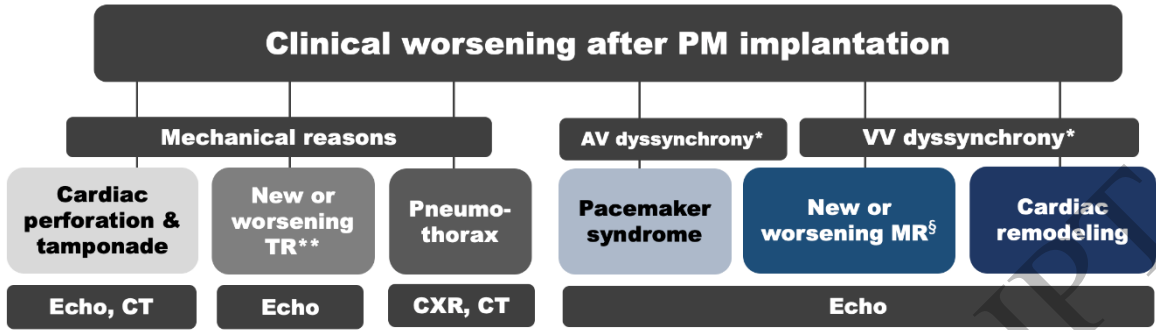 Clinical worsening after PM implantation
Mechanical reasons
AV dyssynchrony*
VV dyssynchrony*
Cardiac
perforation &
tamponade
New or
worsening
TR**
Pneumo-
thorax
Pacemaker
syndrome
New or
worsening MR§
Cardiac
remodeling
Echo, CT
Echo
CXR, CT
Echo